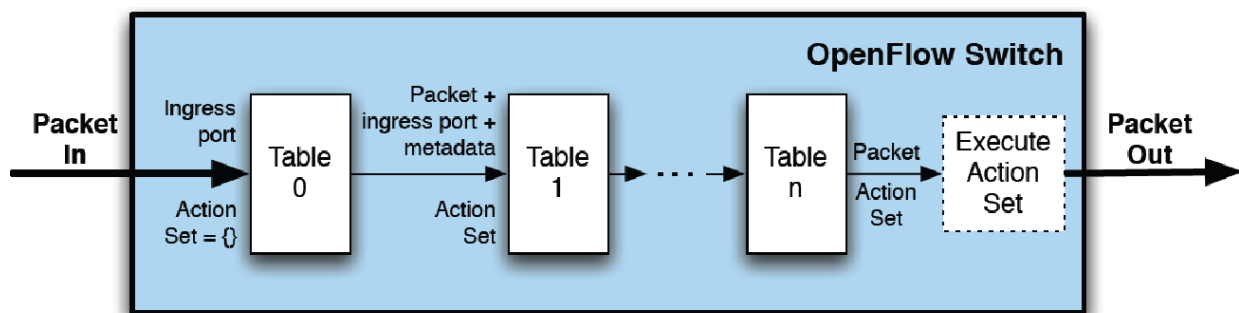 OpenFlow Switch
Packet
In
Ingress
port
Action
Set = {}
Table
0
Packet +
ingress port +
metadata
Action
Set
Table
1
. . . .
Table
n
Packet
Action
Set
Execute
Action
Set
Packet
Out